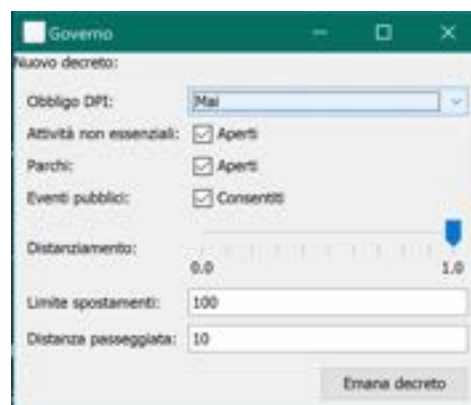 Governo
Nuovo decreto:
Obbligo DPI: Mai
Attività non essenziali: Aperti
Parchi: Aperti
Eventi pubblici: Consentiti
Distanziamento:
0.0 1.0
Limite spostamenti: 100
Distanza passeggiata: 10
Emana decreto